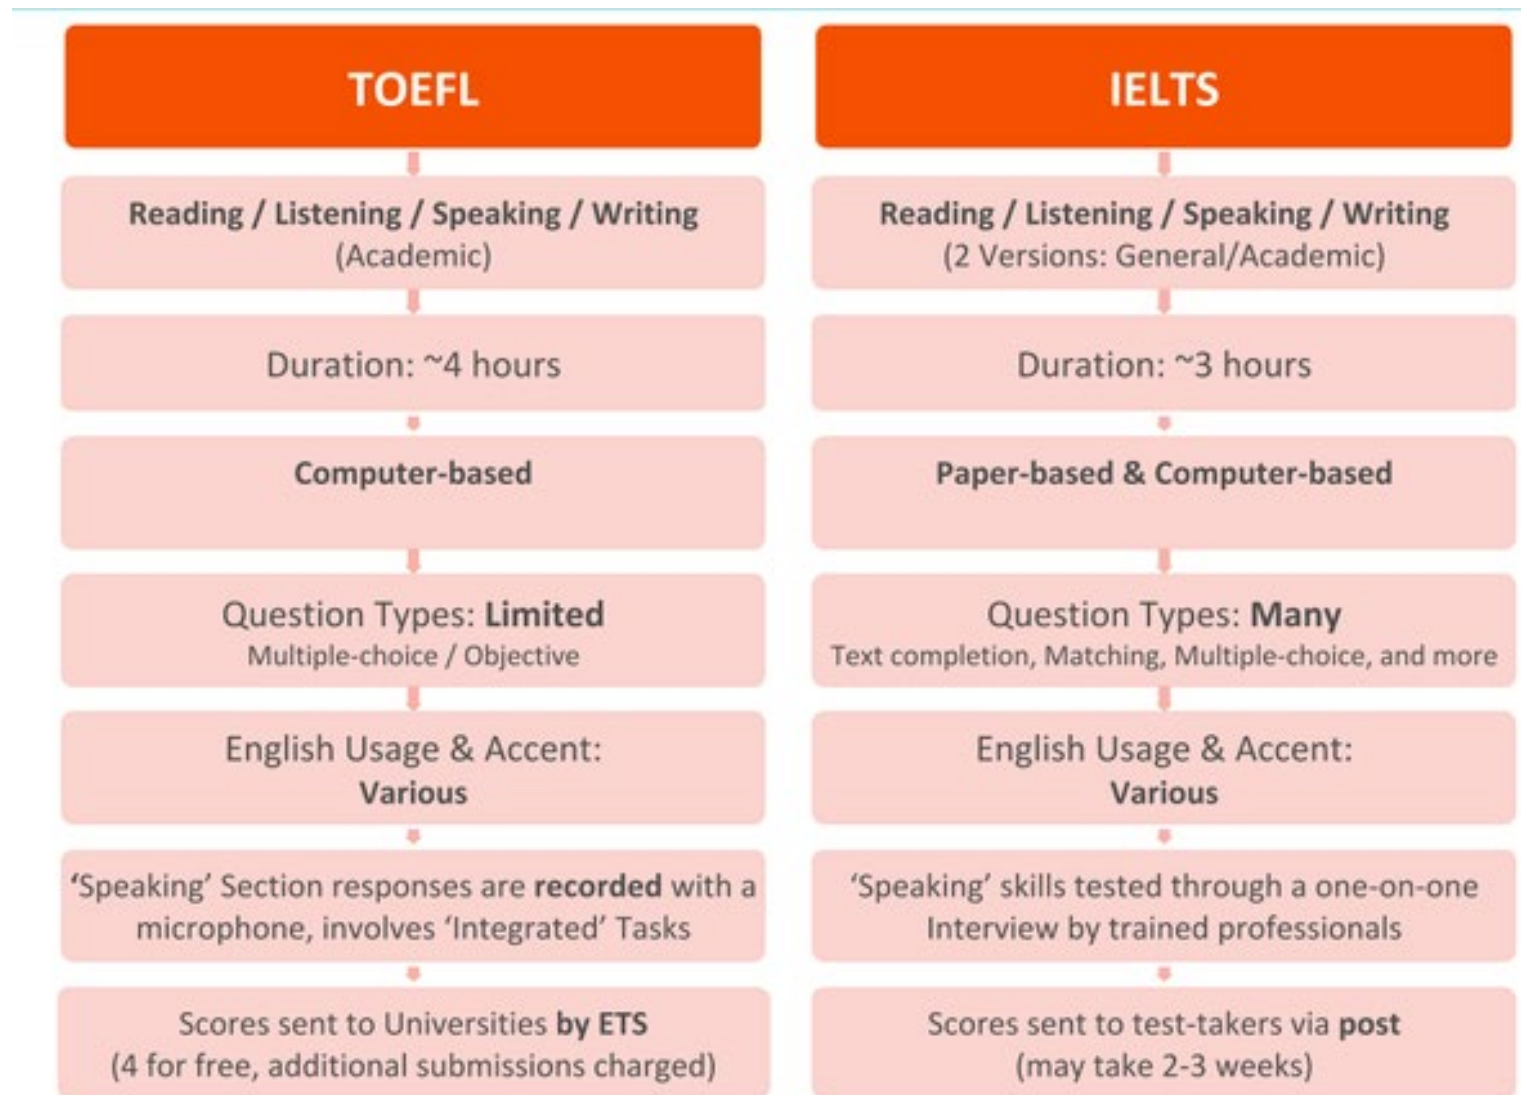 TOEFL
Reading / Listening / Speaking / Writing
(Academic)
Duration: ~4 hours
Computer-based
Question Types: Limited
Multiple-choice / Objective
English Usage & Accent:
Various
‘Speaking’ Section responses are recorded with a
microphone, involves ‘Integrated’ Tasks
Scores sent to Universities by ETS
(4 for free, additional submissions charged)
IELTS
Reading / Listening / Speaking / Writing
(2 Versions: General/Academic)
Duration: ~3 hours
Paper-based & Computer-based
Question Types: Many
Text completion, Matching, Multiple-choice, and more
English Usage & Accent:
Various
‘Speaking’ skills tested through a one-on-one
Interview by trained professionals
Scores sent to test-takers via post
(may take 2-3 weeks)